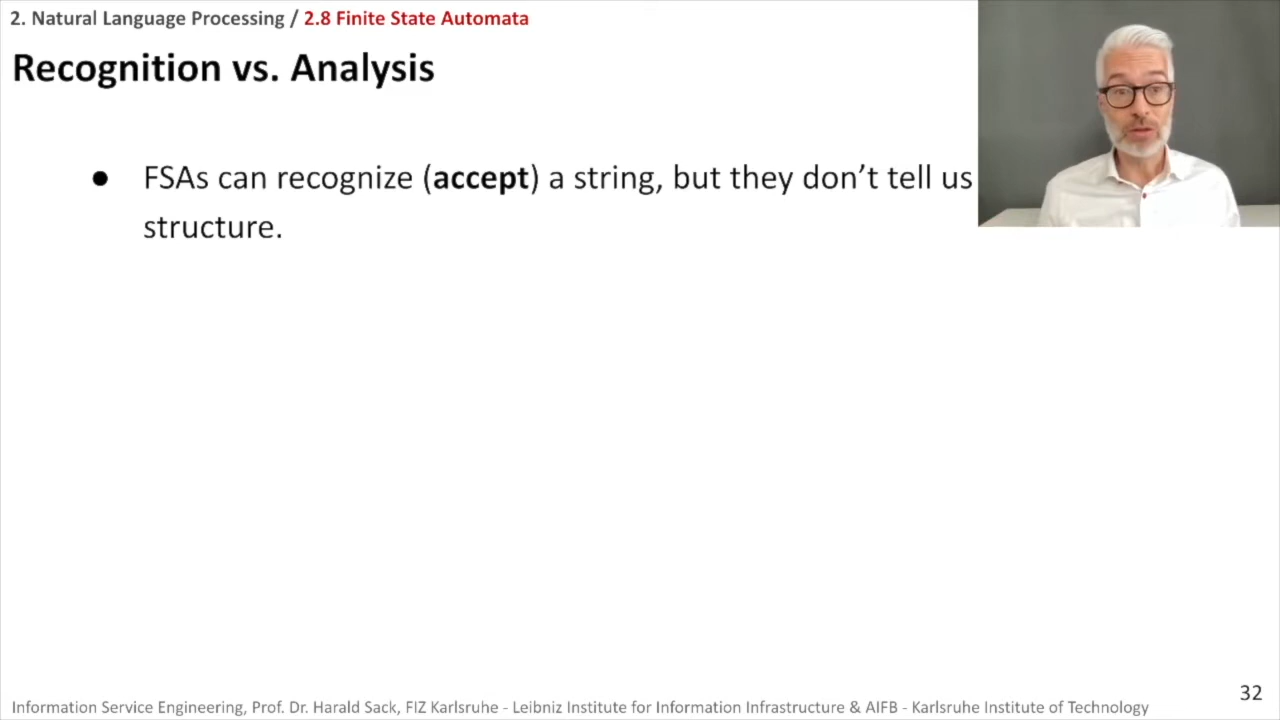 2. Natural Language Processing / 2.8 Finite State Automata
Recognition vs. Analysis
● FSAs can recognize (accept) a string, but they don’t tell us
structure.
32
Information Service Engineering, Prof. Dr. Harald Sack, FIZ Karlsruhe - Leibniz Institute for Information Infrastructure & AIFB - Karlsruhe Institute of Technology